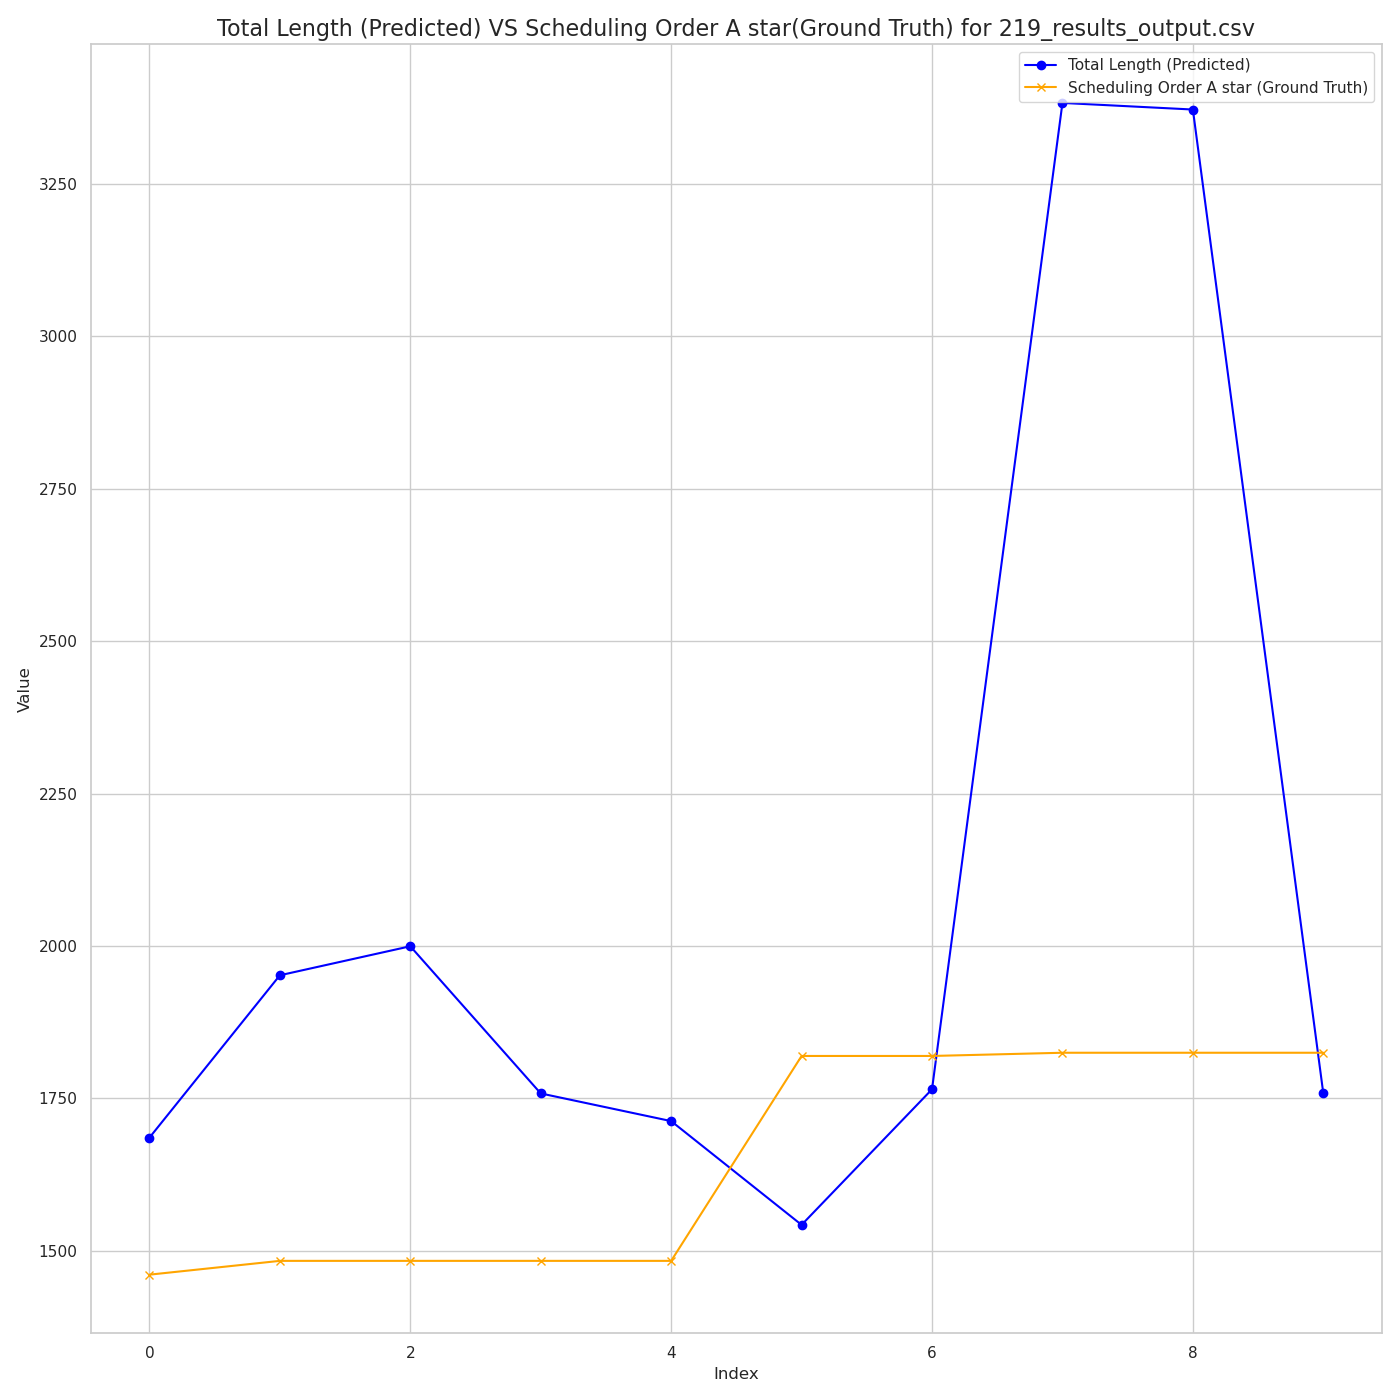 Total Length (Predicted) VS Scheduling Order A star(Ground Truth) for 219_results_output.csv
Total Length (Predicted)
Scheduling Order A star (Ground Truth)
3250
3000
2750
2500
2250
2000
1750
1500
Value
0 2 4 6 8
Index